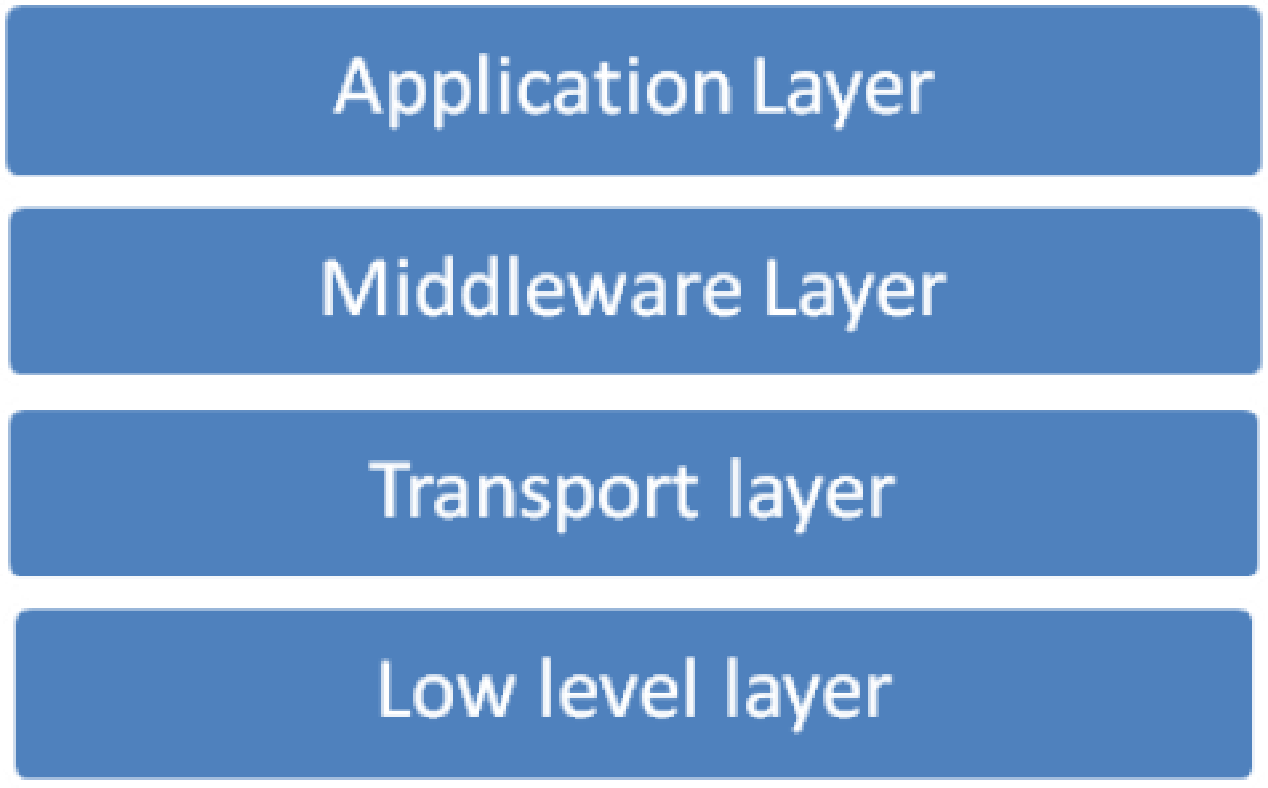 Application Layer
Middleware Layer
Transport layer
Low level layer